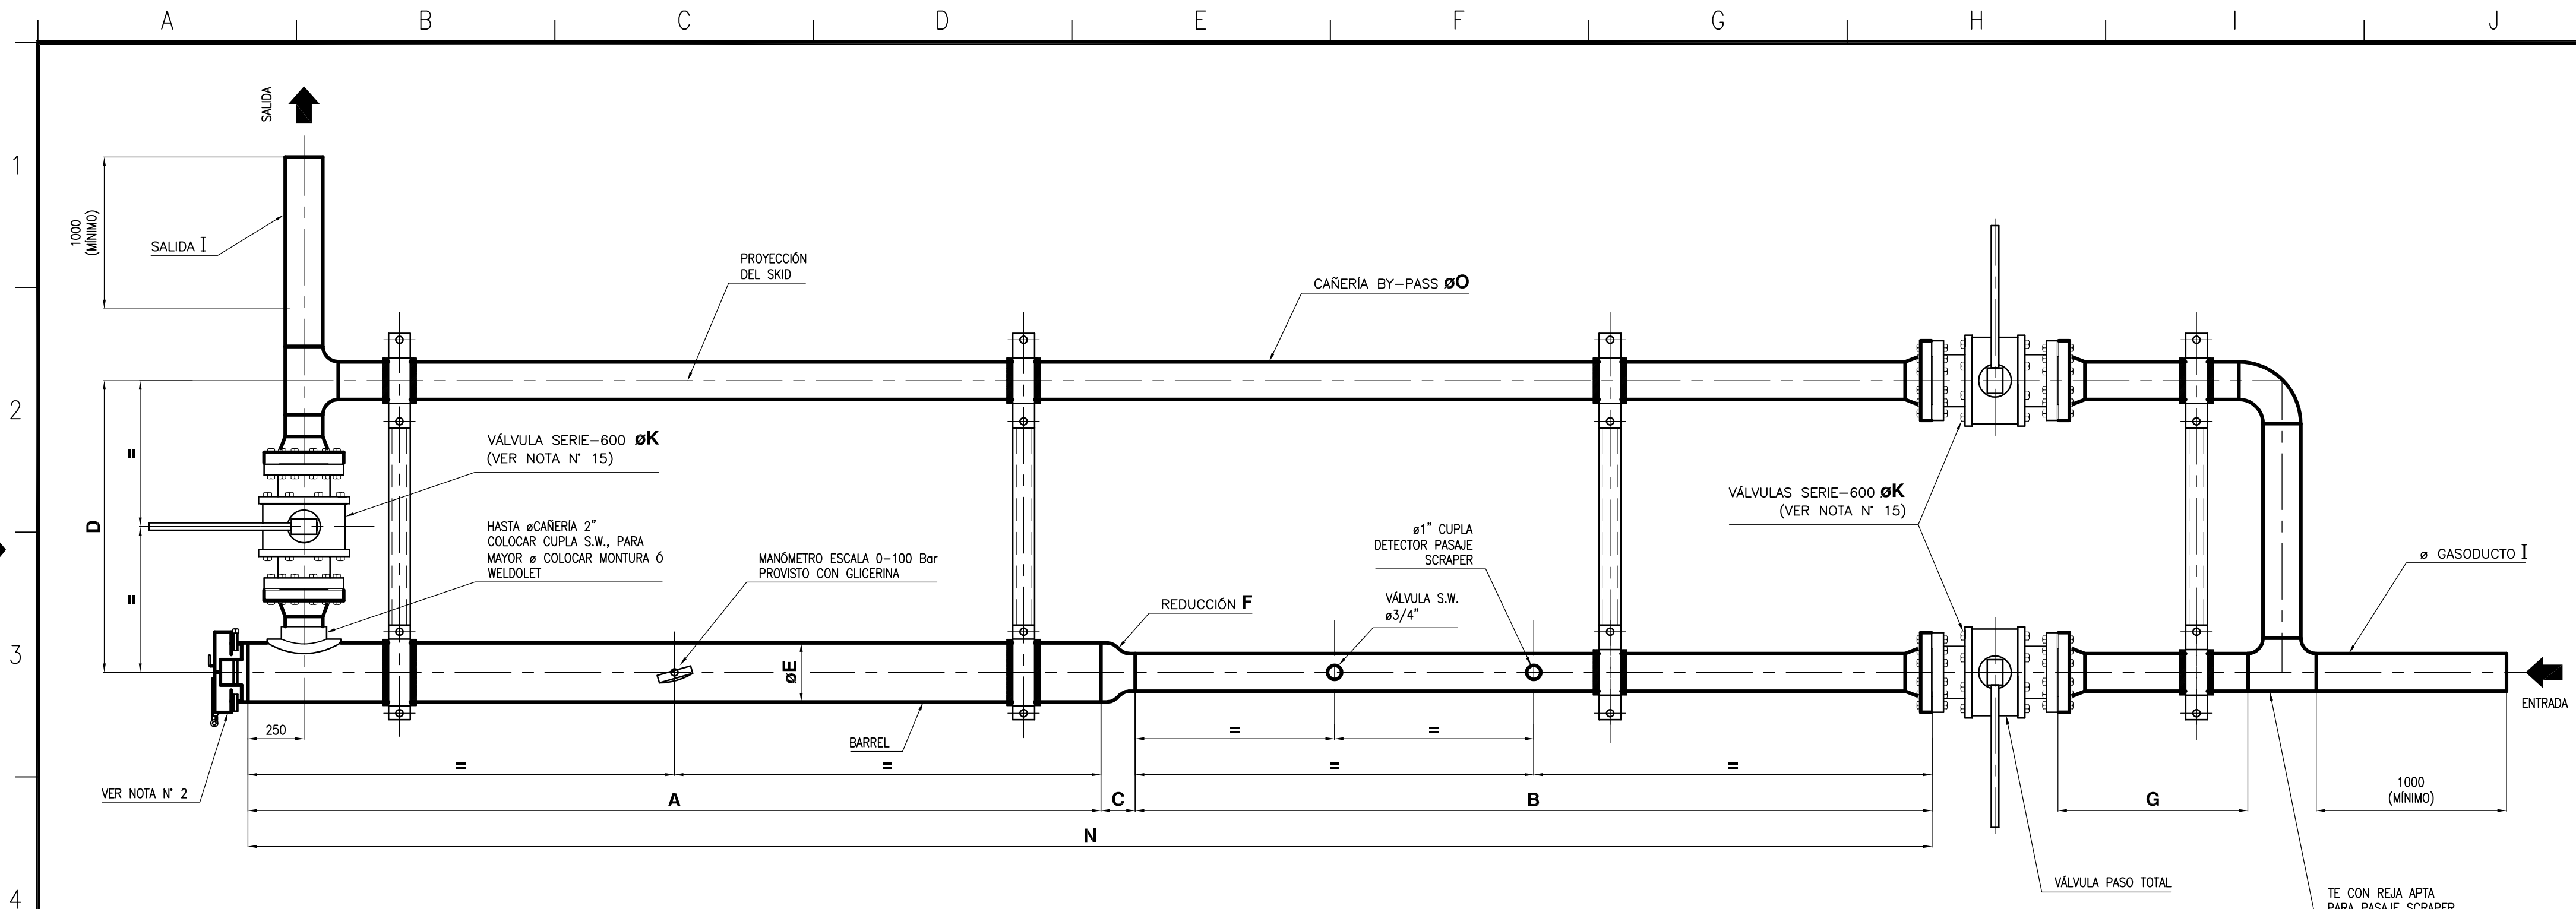 A B C D E F G H I J
SALIDA
1
1000
(MÍNIMO)
SALIDA I
PROYECCIÓN
DEL SKID
CAÑERÍA BY-PASS øO
2
=
D
VÁLVULA SERIE-600 øK
(VER NOTA N° 15)
VÁLVULAS SERIE-600 øK
(VER NOTA N° 15)
HASTA øCAÑERÍA 2"
COLOCAR CUPLA S.W., PARA
MAYOR ø COLOCAR MONTURA Ó
WELDOLET
MANÓMETRO ESCALA 0-100 Bar
PROVISTO CON GLICERINA
ø1" CUPLA
DETECTOR PASAJE
SCRAPER
ø GASODUCTO I
=
REDUCCIÓN F
VÁLVULA S.W.
ø3/4"
3
øE
ENTRADA
250
BARREL
= =
= = = =
VER NOTA N° 2
A C B G
1000
(MÍNIMO)
N
VÁLVULA PASO TOTAL
4
TE CON REJA APTA
PARA PASAJE SCRAPER